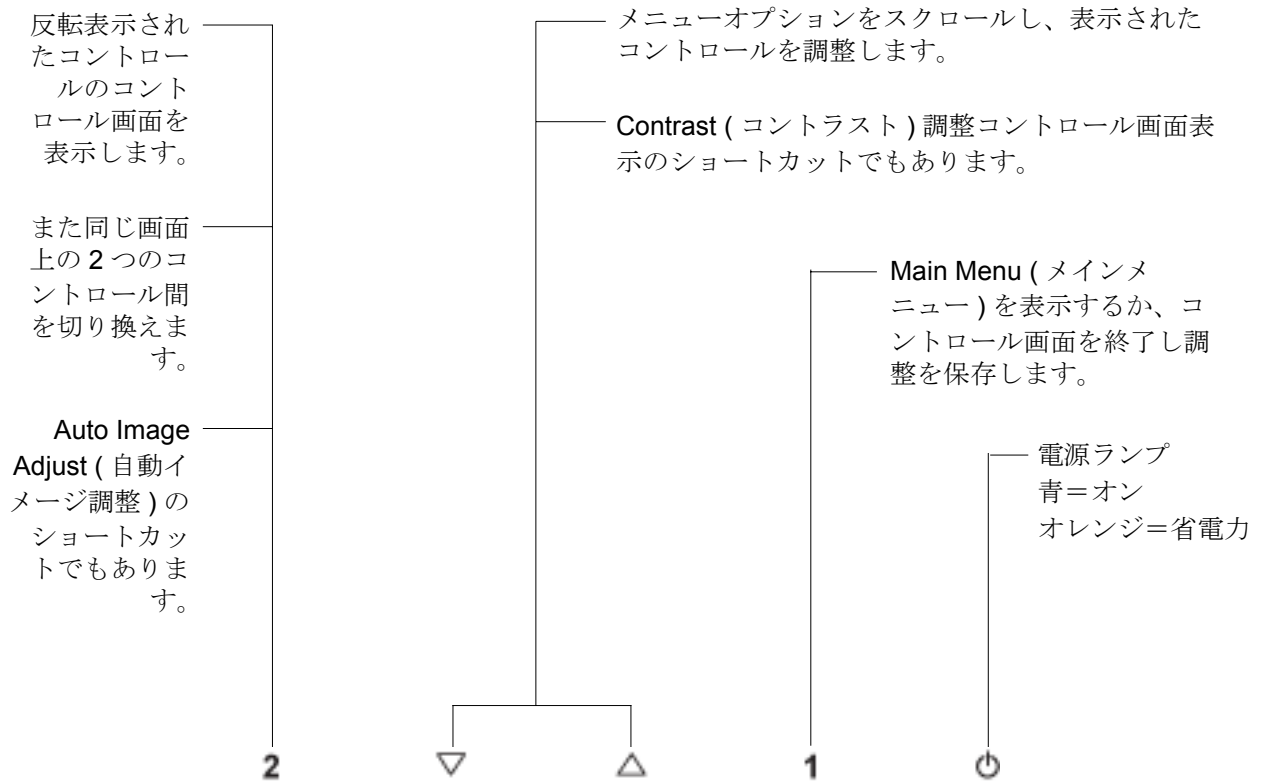 反転表示され
たコントロー
ルのコント
ロール画面を
表示します。
また同じ画面
上の 2 つのコ
ントロール間
を切り換えま
す。
Auto Image
Adjust ( 自動イ
メージ調整 ) の
ショートカッ
トでもありま
す。
メニューオプションをスクロールし、表示された
コントロールを調整します。
Contrast ( コントラスト ) 調整コントロール画面表
示のショートカットでもあります。
Main Menu ( メインメ
ニュー ) を表示するか、コ
ントロール画面を終了し調
整を保存します。
電源ランプ
青＝オン
オレンジ＝省電力
2 ▽ △ 1 ⏻